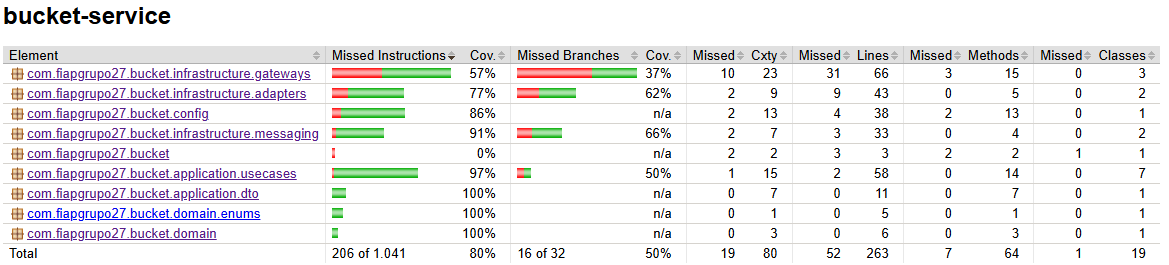 bucket-service
Element Missed Instructions Cov. Missed Branches Cov. Missed Cxty Missed Lines Missed Methods Missed Classes
com.fiapgrupo27.bucket.infrastructure.gateways 57% 37% 10 23 31 66 3 15 0 3
com.fiapgrupo27.bucket.infrastructure.adapters 77% 62% 2 9 9 43 0 5 0 2
com.fiapgrupo27.bucket.config 86% n/a 2 13 4 38 2 13 0 1
com.fiapgrupo27.bucket.infrastructure.messaging 91% 66% 2 7 3 33 0 4 0 2
com.fiapgrupo27.bucket 0% n/a 2 2 3 3 2 2 1 1
com.fiapgrupo27.bucket.application.usecases 97% 50% 1 15 2 58 0 14 0 7
com.fiapgrupo27.bucket.application.dto 100% n/a 0 7 0 11 0 7 0 1
com.fiapgrupo27.bucket.domain.enums 100% n/a 0 1 0 5 0 1 0 1
com.fiapgrupo27.bucket.domain 100% n/a 0 3 0 6 0 3 0 1
Total 206 of 1.041 80% 16 of 32 50% 19 80 52 263 7 64 1 19